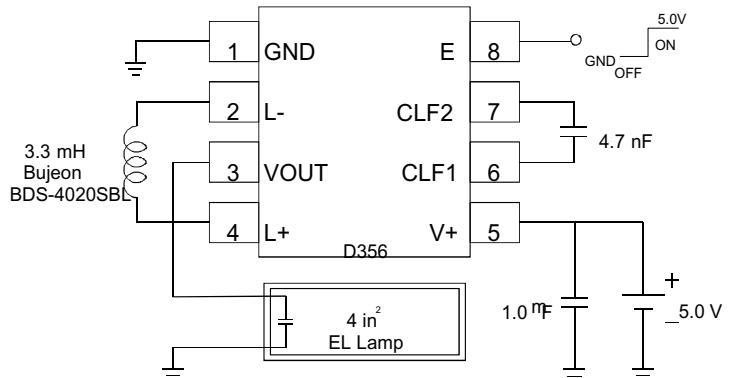 1 GND
2 L-
3 VOUT
4 L+
E 8
CLF2 7
CLF1 6
V+ 5
D356
3.3 mH
Bujeon
BDS-4020SBL
GND
OFF
ON
5.0V
4.7 nF
1.0 mF
+
_5.0 V
4 in²
EL Lamp